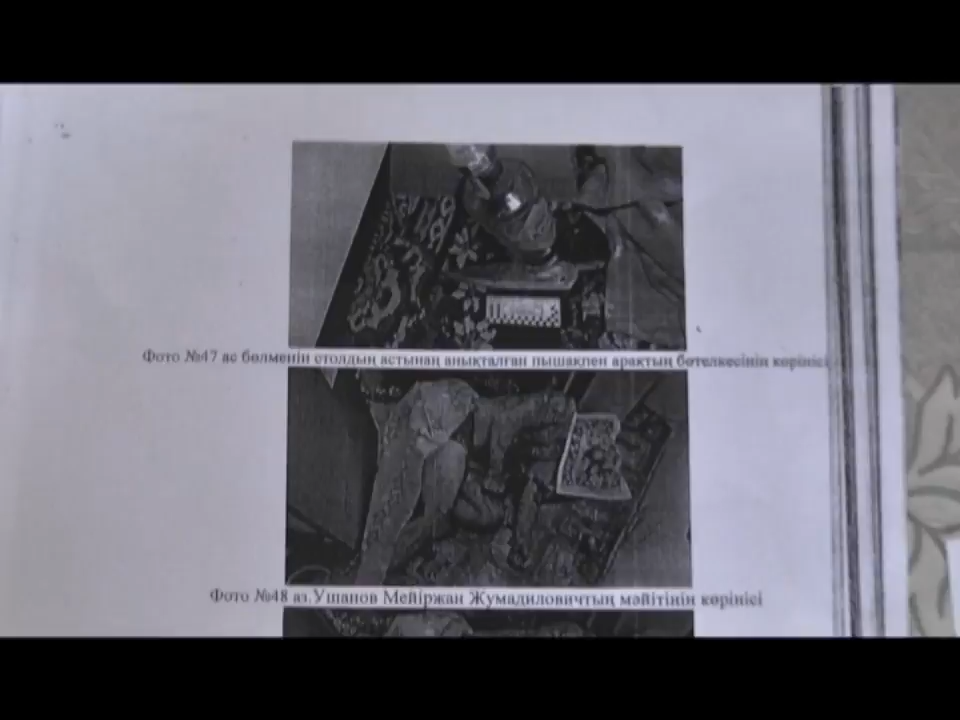 Фото №47 ас бөлменің столдың астынан анықталған пышақпен арақтың бөтелкесінің көрінісі
Фото №48 аз.Ушанов Мейіржан Жумадиловичтың мәйітінің көрінісі